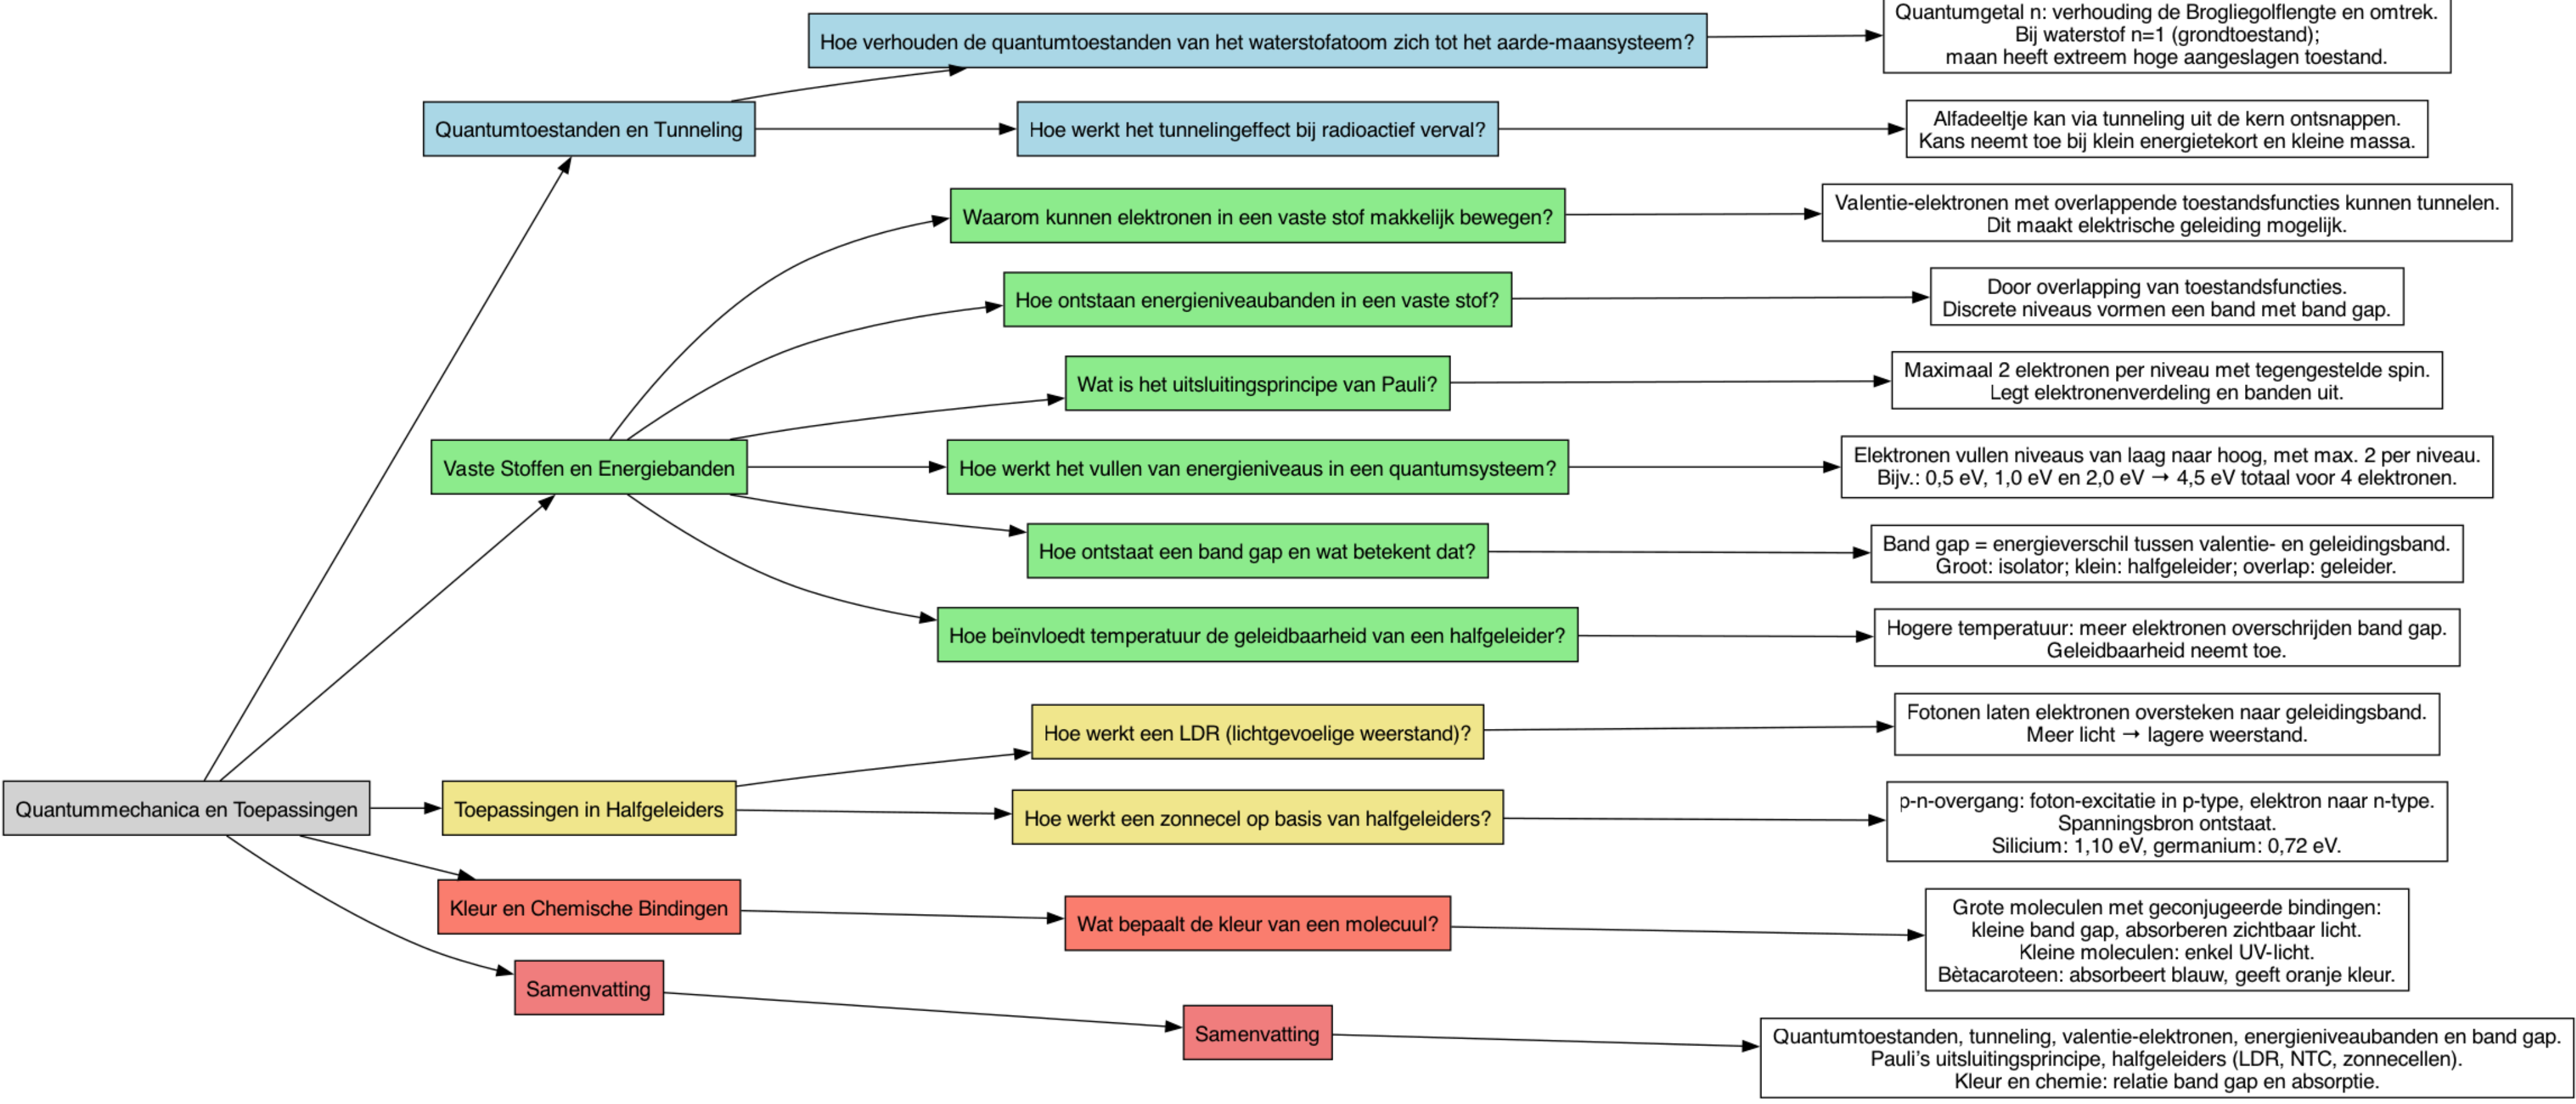 Quantummechanica en Toepassingen
Quantumtoestanden en Tunneling
Hoe verhouden de quantumtoestanden van het waterstofatoom zich tot het aarde-maansysteem?
Quantumgetal n: verhouding de Brogliegolflengte en omtrek.
Bij waterstof n=1 (grondtoestand);
maan heeft extreem hoge aangeslagen toestand.
Hoe werkt het tunnelingeffect bij radioactief verval?
Alfadeeltje kan via tunneling uit de kern ontsnappen.
Kans neemt toe bij klein energietekort en kleine massa.
Vaste Stoffen en Energiebanden
Waarom kunnen elektronen in een vaste stof makkelijk bewegen?
Valentie-elektronen met overlappende toestandsfuncties kunnen tunnelen.
Dit maakt elektrische geleiding mogelijk.
Hoe ontstaan energieniveaubanden in een vaste stof?
Door overlapping van toestandsfuncties.
Discrete niveaus vormen een band met band gap.
Wat is het uitsluitingsprincipe van Pauli?
Maximaal 2 elektronen per niveau met tegengestelde spin.
Legt elektronenverdeling en banden uit.
Hoe werkt het vullen van energieniveaus in een quantumsysteem?
Elektronen vullen niveaus van laag naar hoog, met max. 2 per niveau.
Bijv.: 0,5 eV, 1,0 eV en 2,0 eV → 4,5 eV totaal voor 4 elektronen.
Hoe ontstaat een band gap en wat betekent dat?
Band gap = energieverschil tussen valentie- en geleidingsband.
Groot: isolator; klein: halfgeleider; overlap: geleider.
Hoe beïnvloedt temperatuur de geleidbaarheid van een halfgeleider?
Hogere temperatuur: meer elektronen overschrijden band gap.
Geleidbaarheid neemt toe.
Toepassingen in Halfgeleiders
Hoe werkt een LDR (lichtgevoelige weerstand)?
Fotonen laten elektronen oversteken naar geleidingsband.
Meer licht → lagere weerstand.
Hoe werkt een zonnecel op basis van halfgeleiders?
p-n-overgang: foton-excitatie in p-type, elektron naar n-type.
Spanningsbron ontstaat.
Silicium: 1,10 eV, germanium: 0,72 eV.
Kleur en Chemische Bindingen
Wat bepaalt de kleur van een molecuul?
Grote moleculen met geconjugeerde bindingen:
kleine band gap, absorberen zichtbaar licht.
Kleine moleculen: enkel UV-licht.
Bètacaroteen: absorbeert blauw, geeft oranje kleur.
Samenvatting
Samenvatting
Quantumtoestanden, tunneling, valentie-elektronen, energieniveaubanden en band gap.
Pauli's uitsluitingsprincipe, halfgeleiders (LDR, NTC, zonnecellen).
Kleur en chemie: relatie band gap en absorptie.